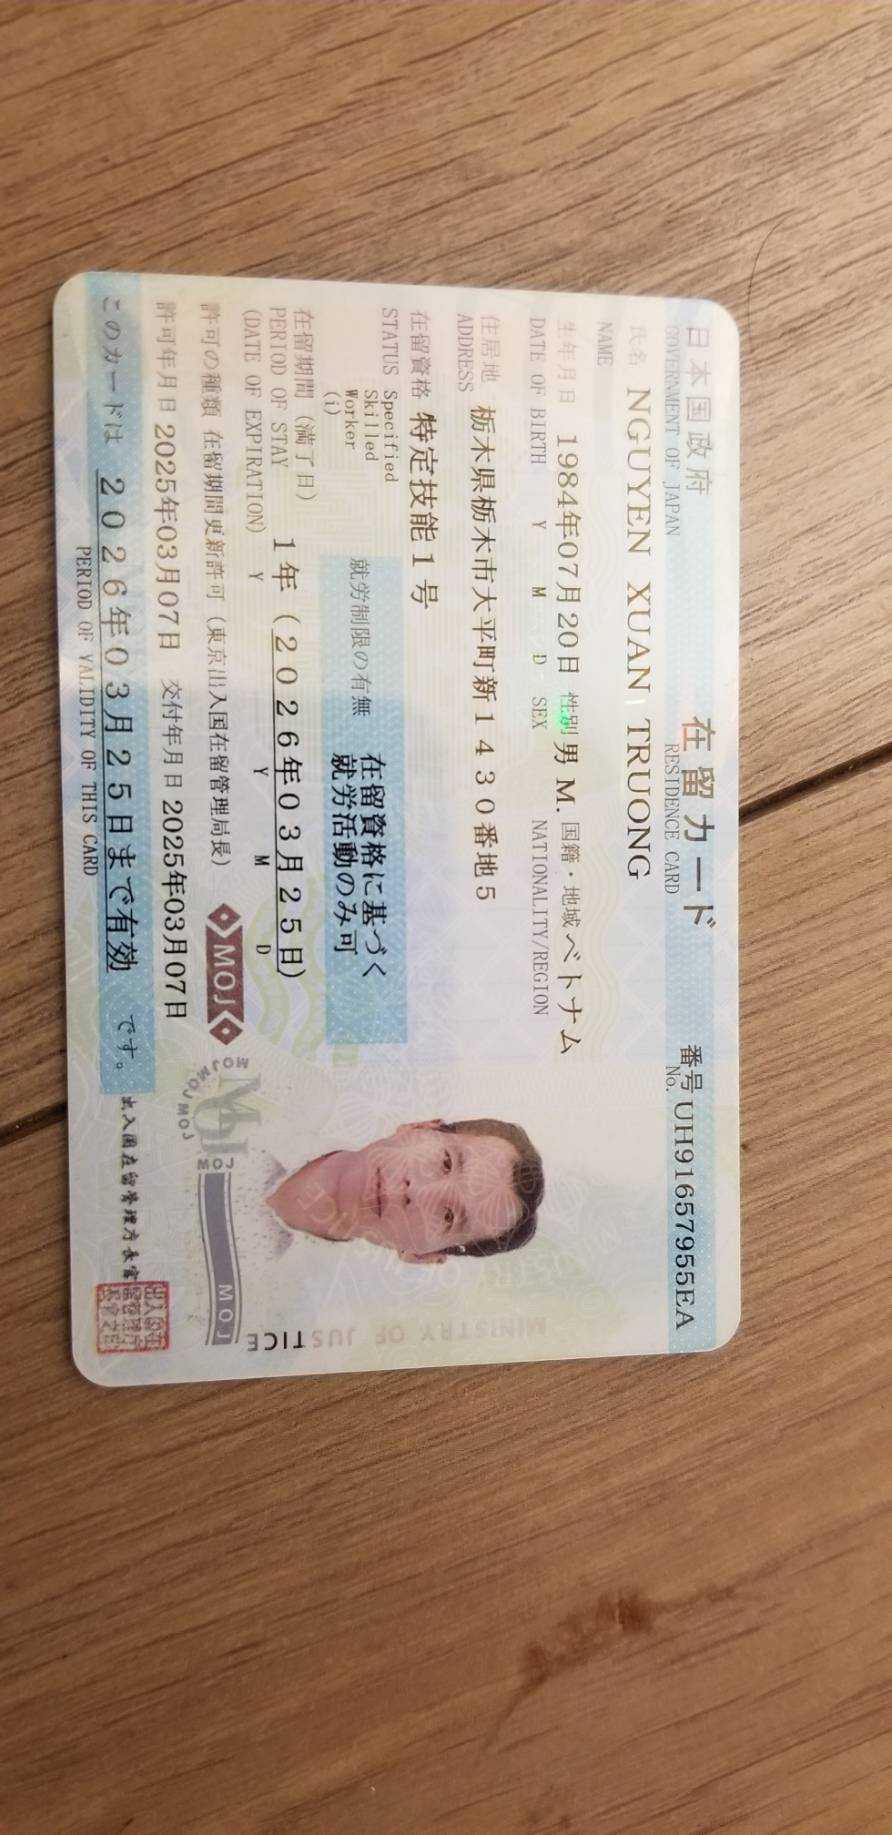 日本国政府 在留カード 番号 UH91657955EA
GOVERNMENT OF JAPAN RESIDENCE CARD No.
氏名 NGUYEN XUAN TRUONG
NAME
生年月日 1984年07月20日 性別 男 M. 国籍・地域 ベトナム
DATE OF BIRTH Y M D SEX NATIONALITY/REGION
住居地 栃木県栃木市大平町新1430番地5
ADDRESS
在留資格 特定技能1号
STATUS Specified
Skilled
Worker
(i)
就労制限の有無 在留資格に基づく
就労活動のみ可
在留期間(満了日) 1年(2026年03月25日)
PERIOD OF STAY
(DATE OF EXPIRATION) Y Y M D
許可の種類 在留期間更新許可(東京出入国在留管理局長)
許可年月日 2025年03月07日 交付年月日 2025年03月07日
このカードは 2026年03月25日まで有効 です。
PERIOD OF VALIDITY OF THIS CARD
出入国在留管理庁長官
MOJ
MOJ
MOJ
MINISTRY OF JUSTICE